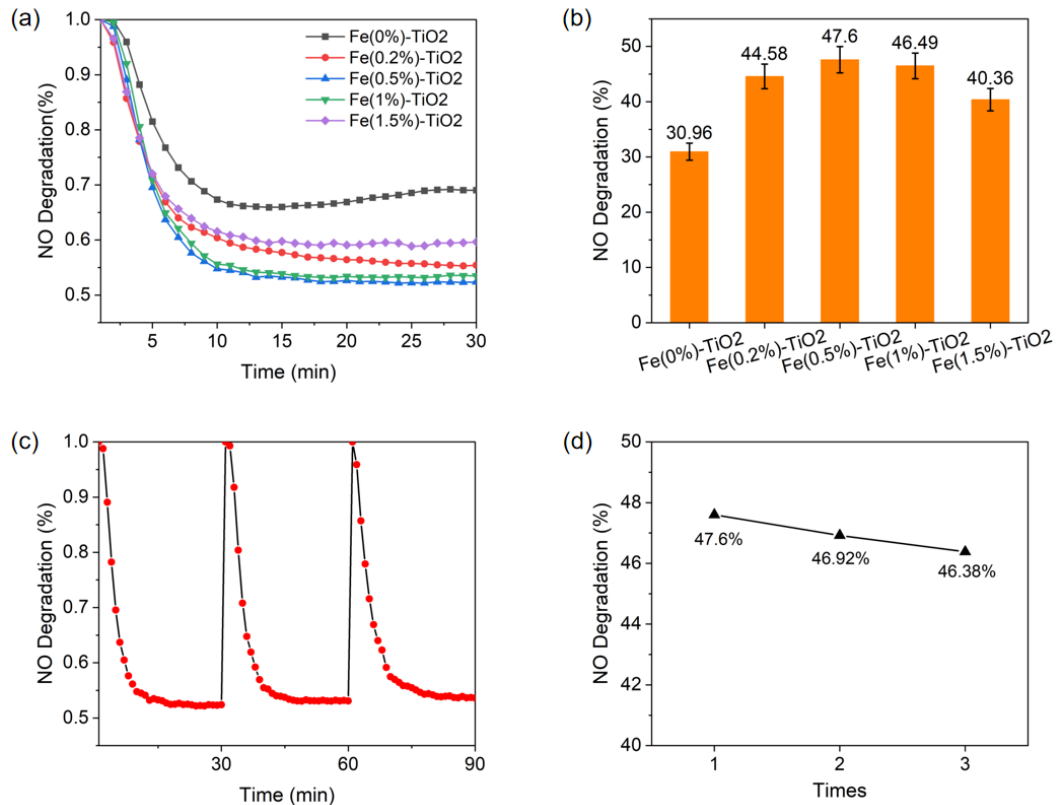 (a)
NO Degradation(%)
1.0
0.9
0.8
0.7
0.6
0.5
5
10
15
20
25
30
Time (min)
Fe(0%)-TiO2
Fe(0.2%)-TiO2
Fe(0.5%)-TiO2
Fe(1%)-TiO2
Fe(1.5%)-TiO2
(b)
NO Degradation (%)
50
40
30
20
10
0
30.96
44.58
47.6
46.49
40.36
Fe(0%)-TiO2
Fe(0.2%)-TiO2
Fe(0.5%)-TiO2
Fe(1%)-TiO2
Fe(1.5%)-TiO2
(c)
NO Degradation (%)
1.0
0.9
0.8
0.7
0.6
0.5
30
60
90
Time (min)
(d)
NO Degradation (%)
50
48
46
44
42
40
47.6%
46.92%
46.38%
1
2
3
Times